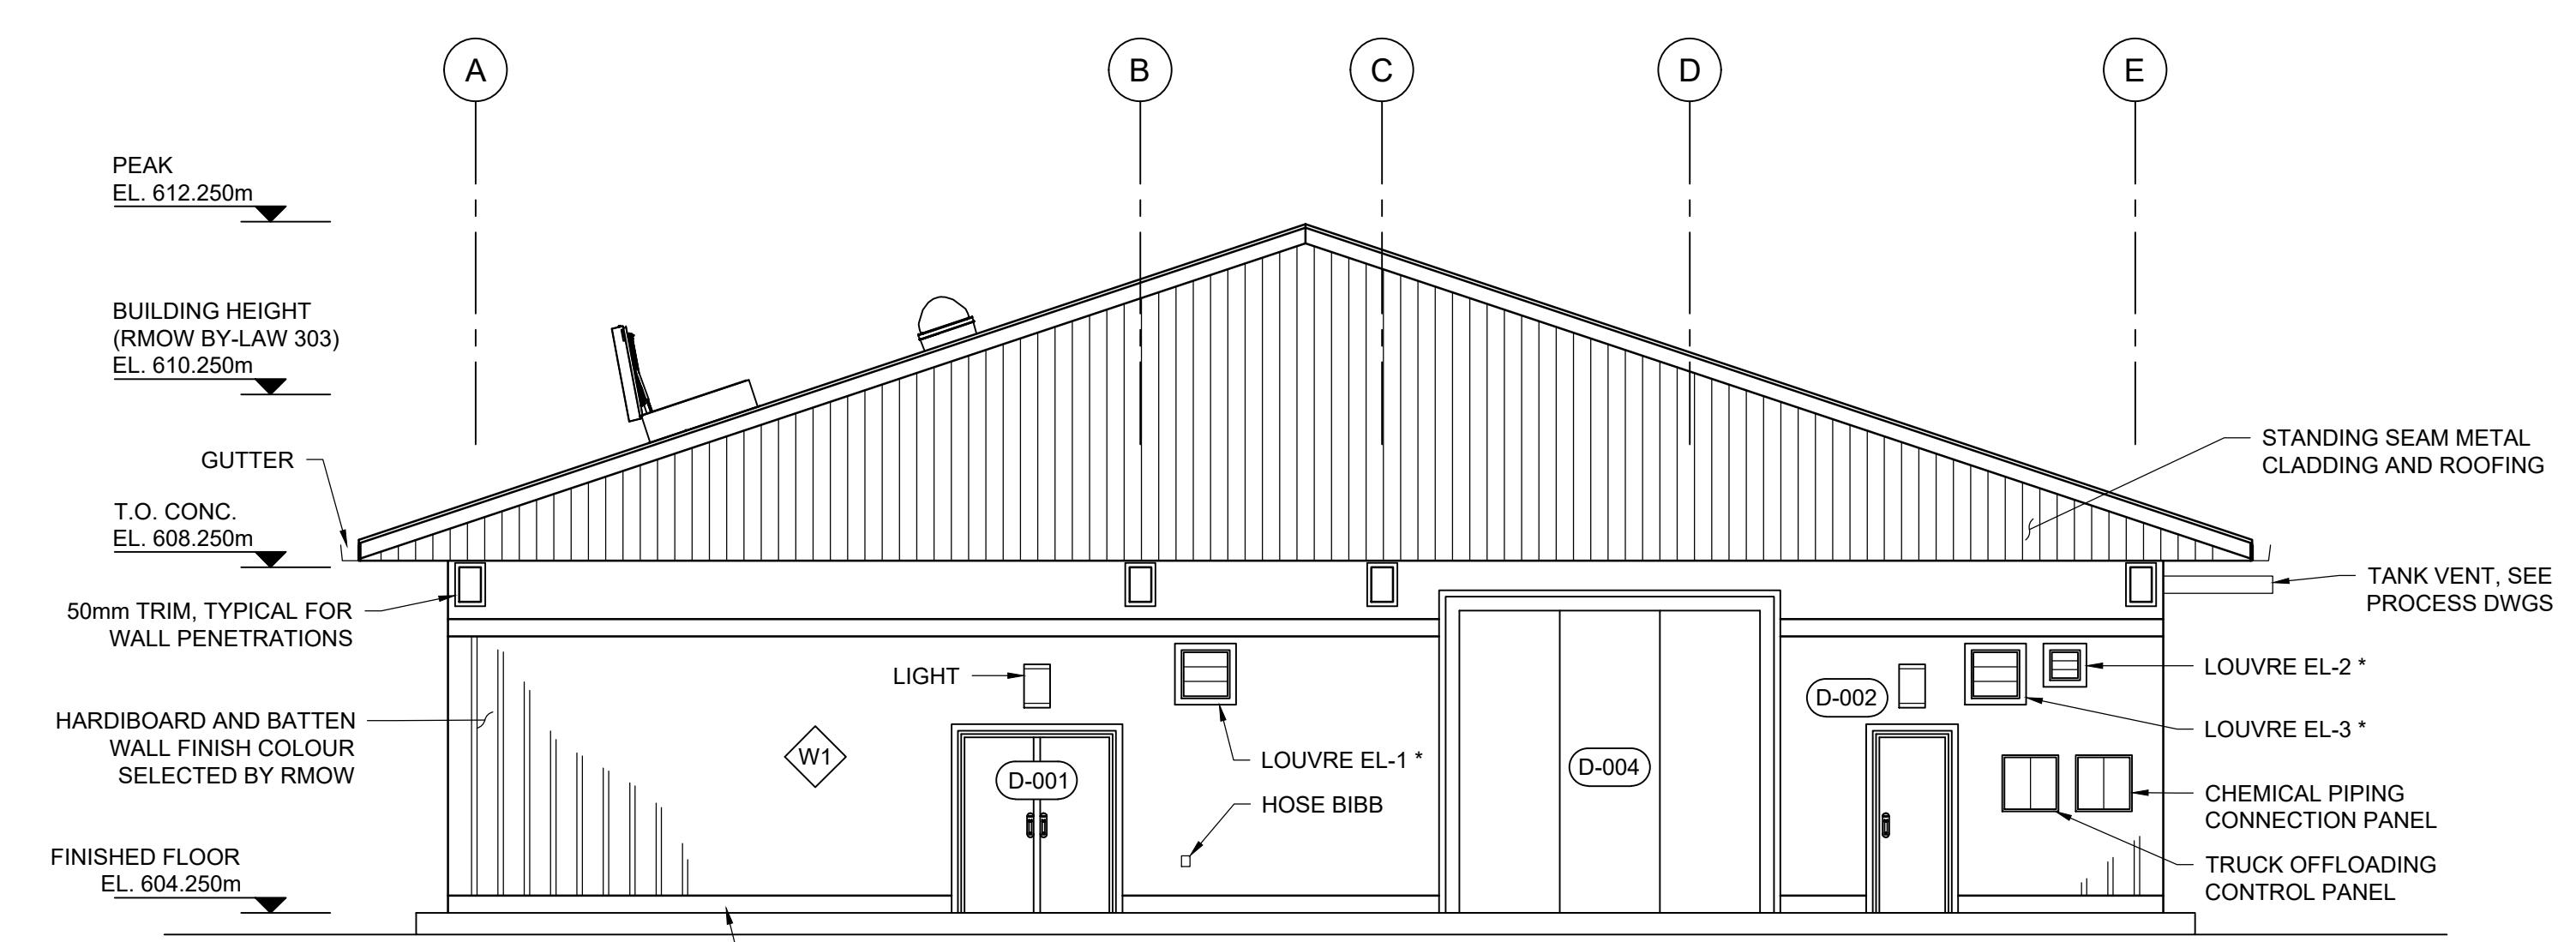 A
B
C
D
E
PEAK
EL. 612.250m
BUILDING HEIGHT
(RMOW BY-LAW 303)
EL. 610.250m
GUTTER
STANDING SEAM METAL
CLADDING AND ROOFING
T.O. CONC.
EL. 608.250m
50mm TRIM, TYPICAL FOR
WALL PENETRATIONS
TANK VENT, SEE
PROCESS DWGS
LIGHT
D-002
LOUVRE EL-2 *
LOUVRE EL-3 *
HARDIBOARD AND BATTEN
WALL FINISH COLOUR
SELECTED BY RMOW
W1
D-001
LOUVRE EL-1 *
HOSE BIBB
D-004
CHEMICAL PIPING
CONNECTION PANEL
TRUCK OFFLOADING
CONTROL PANEL
FINISHED FLOOR
EL. 604.250m